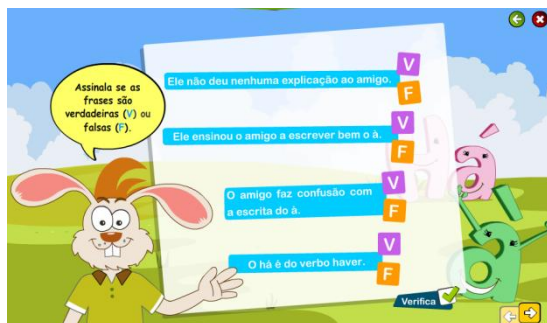 Assinala se as
frases são
verdadeiras (V) ou
falsas (F).
Ele não deu nenhuma explicação ao amigo.
V
F
Ele ensinou o amigo a escrever bem o à.
V
F
O amigo faz confusão com
a escrita do à.
V
F
O há é do verbo haver.
V
F
Há
à
Verifica